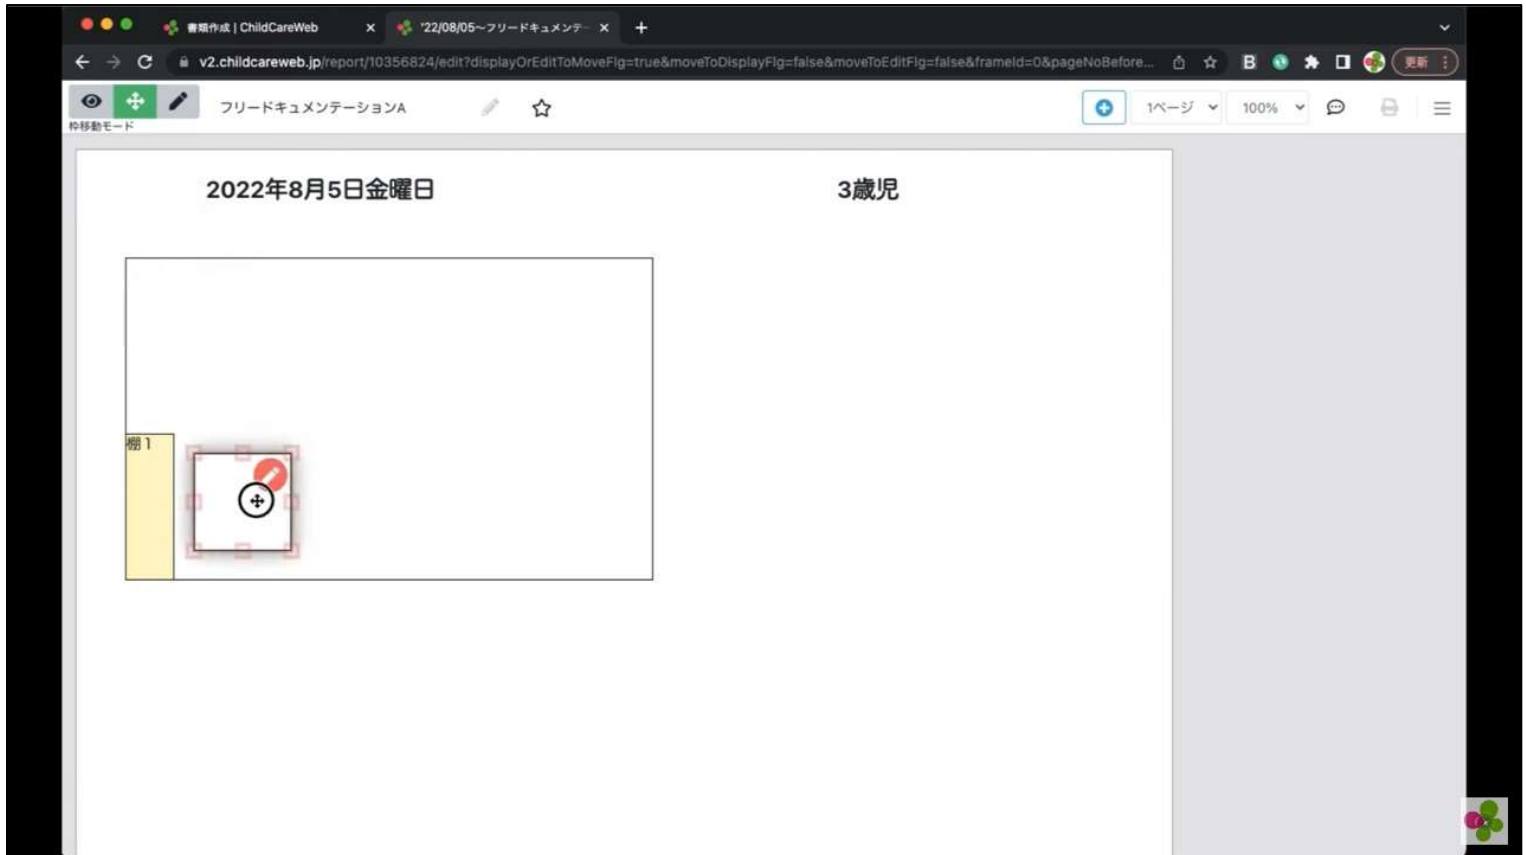 書類作成 | ChildCareWeb
'22/08/05〜フリードキュメンテ
v2.childcareweb.jp/report/10356824/edit?displayOrEditToMoveFlg=true&moveToDisplayFlg=false&moveToEditFlg=false&frameId=0&pageNoBefore...
B
更新
フリードキュメンテーションA
1ページ
100%
枠移動モード
2022年8月5日金曜日
3歳児
棚1